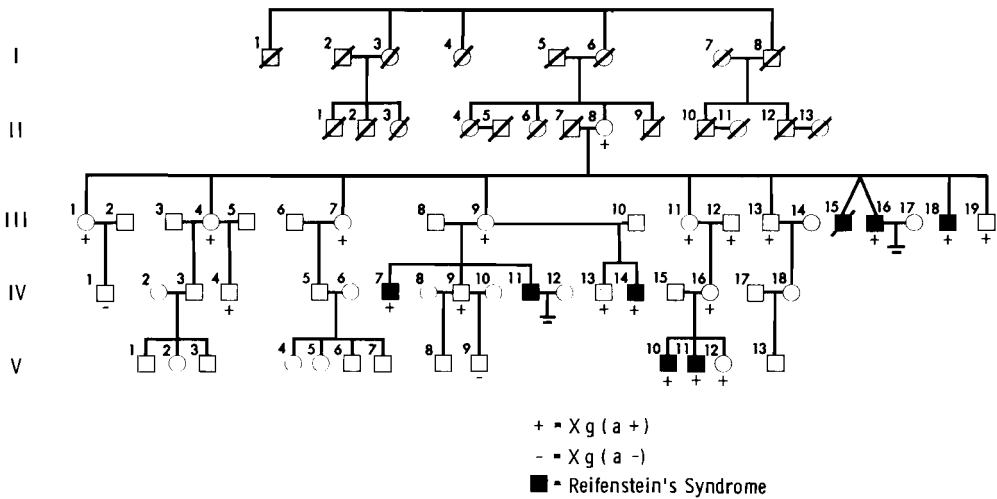 I
1 2 3 4 5 6 7 8
II
1 2 3 4 5 6 7 8 9 10 11 12 13
+
III
1 2 3 4 5 6 7 8 9 10 11 12 13 14 15 16 17 18 19
+ + + + + + + + +
IV
1 2 3 4 5 6 7 8 9 10 11 12 13 14 15 16 17 18
- + + + + + +
V
1 2 3 4 5 6 7 8 9 10 11 12 13
- + + +
+ = Xg(a+)
- = Xg(a-)
= Reifenstein's Syndrome